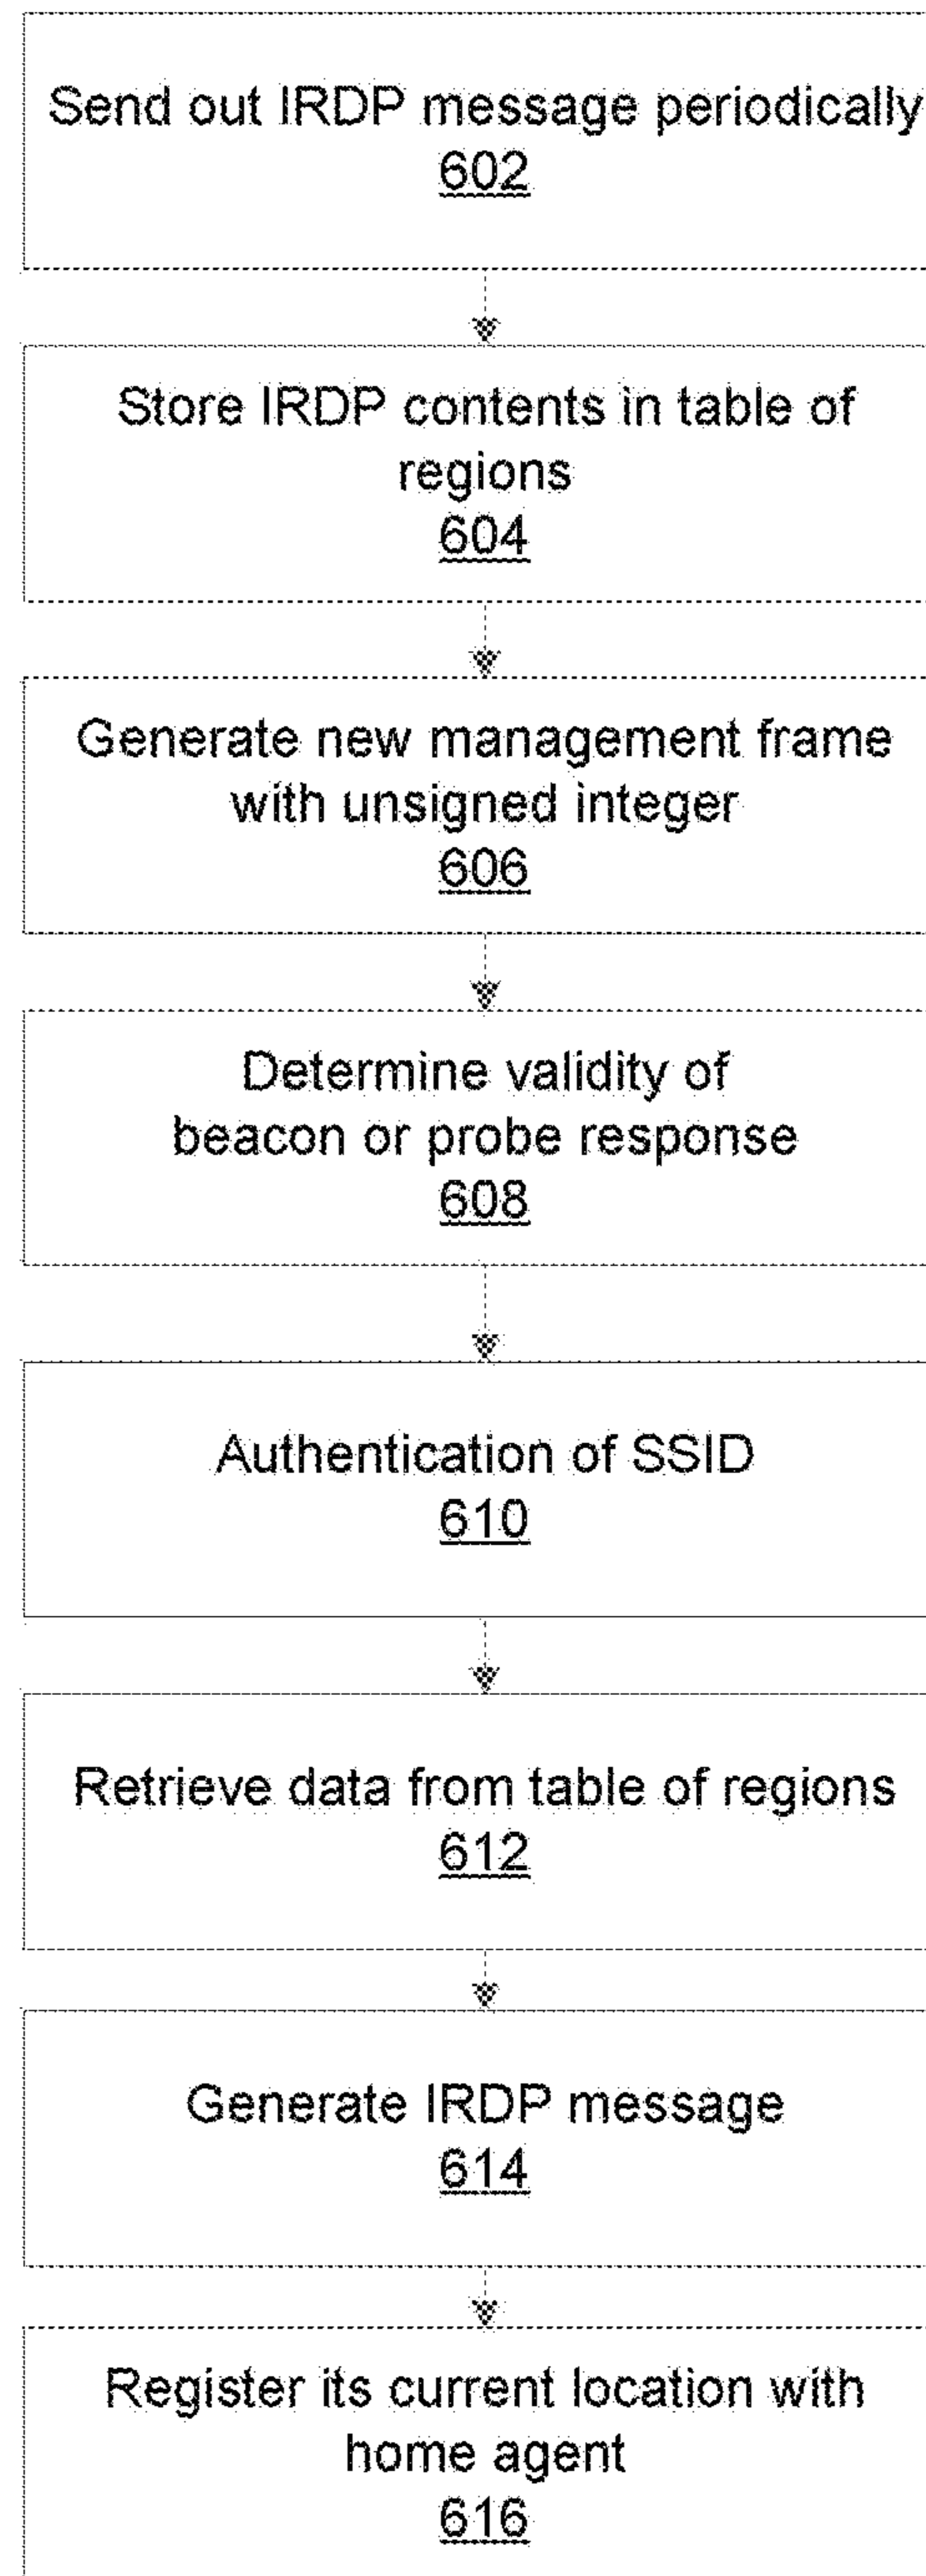 Send out IRDP message periodically
602
Store IRDP contents in table of
regions
604
Generate new management frame
with unsigned integer
606
Determine validity of
beacon or probe response
608
Authentication of SSID
610
Retrieve data from table of regions
612
Generate IRDP message
614
Register its current location with
home agent
616